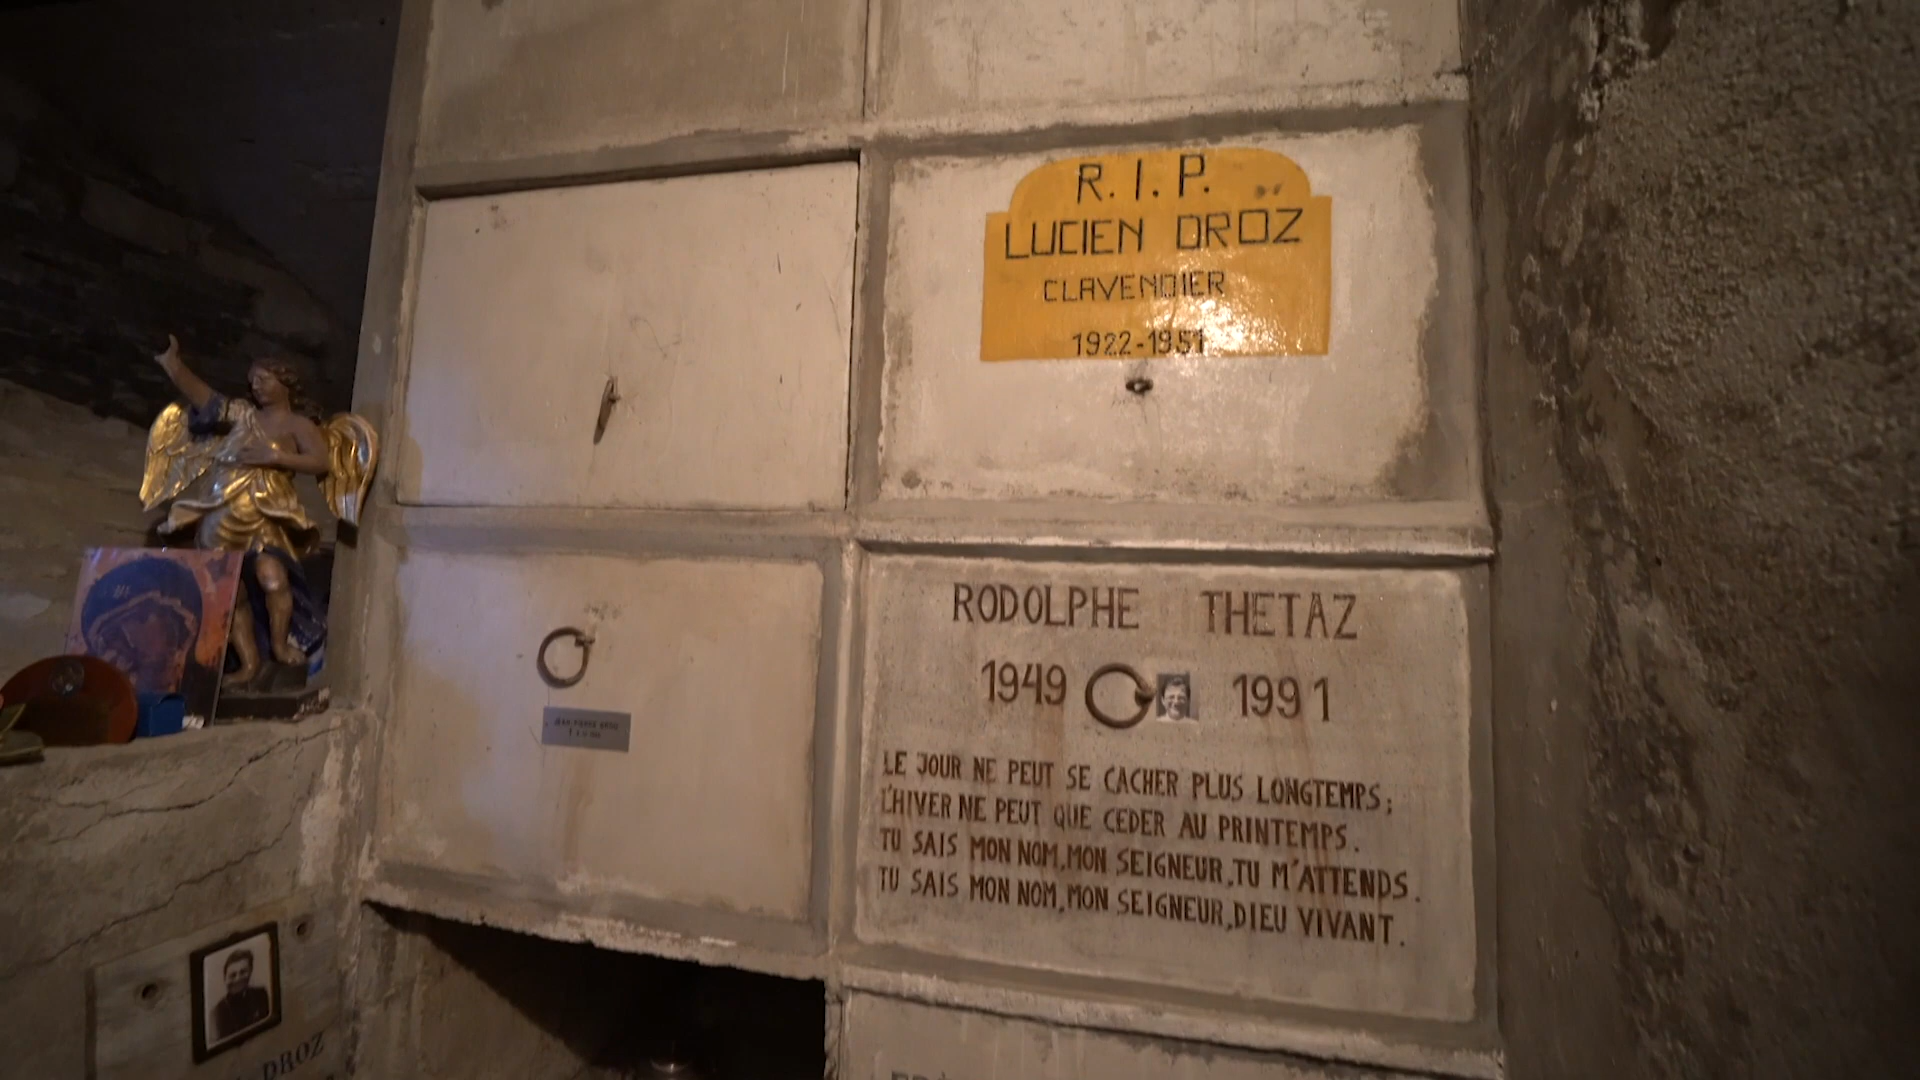 R. I. P.
LUCIEN DROZ
CLAVENDIER
1922-1951
RODOLPHE THETAZ
1949 1991
LE JOUR NE PEUT SE CACHER PLUS LONGTEMPS;
L'HIVER NE PEUT QUE CEDER AU PRINTEMPS.
TU SAIS MON NOM, MON SEIGNEUR, TU M'ATTENDS.
TU SAIS MON NOM, MON SEIGNEUR, DIEU VIVANT.
DROZ